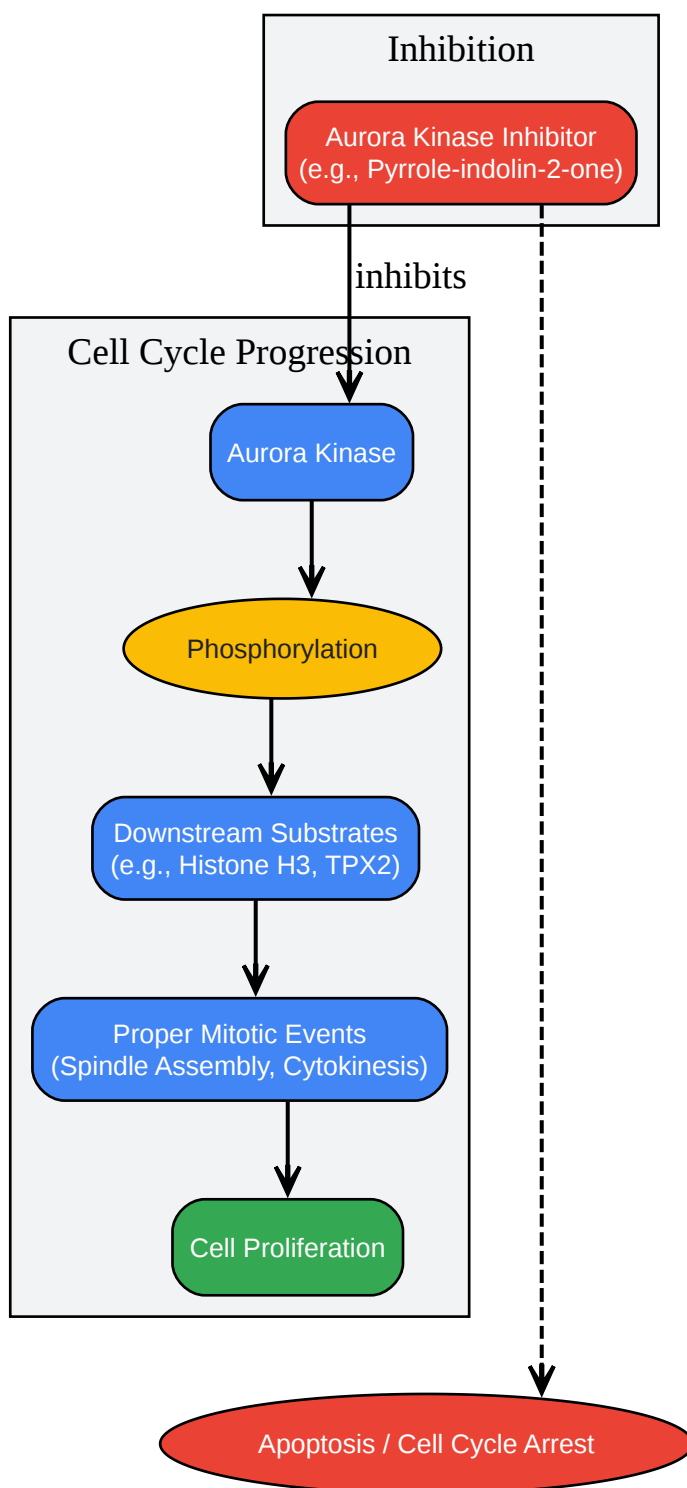 Inhibition
Aurora Kinase Inhibitor
(e.g., Pyrrole-indolin-2-one)
inhibits
Cell Cycle Progression
Aurora Kinase
Phosphorylation
Downstream Substrates
(e.g., Histone H3, TPX2)
Proper Mitotic Events
(Spindle Assembly, Cytokinesis)
Cell Proliferation
Apoptosis / Cell Cycle Arrest